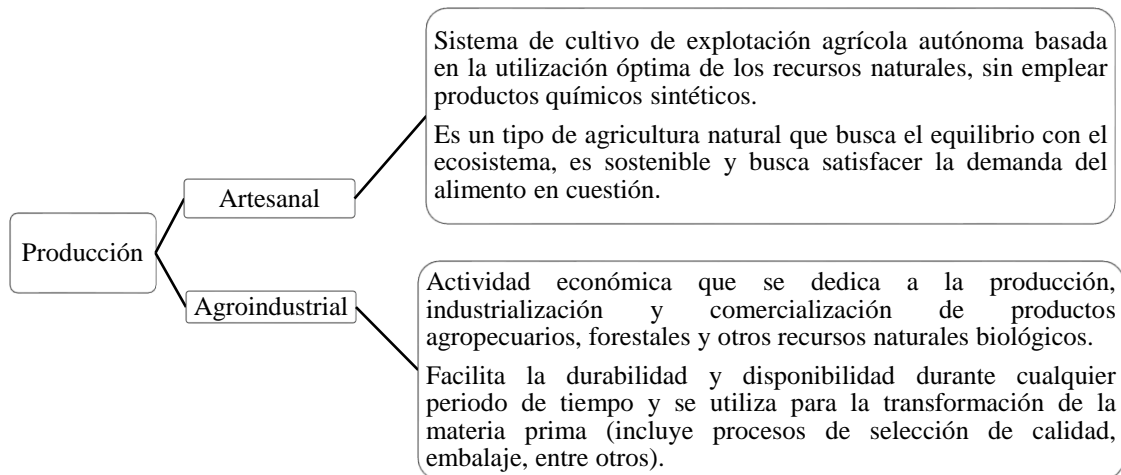 Producción
Artesanal
Sistema de cultivo de explotación agrícola autónoma basada
en la utilización óptima de los recursos naturales, sin emplear
productos químicos sintéticos.
Es un tipo de agricultura natural que busca el equilibrio con el
ecosistema, es sostenible y busca satisfacer la demanda del
alimento en cuestión.
Agroindustrial
Actividad económica que se dedica a la producción,
industrialización y comercialización de productos
agropecuarios, forestales y otros recursos naturales biológicos.
Facilita la durabilidad y disponibilidad durante cualquier
periodo de tiempo y se utiliza para la transformación de la
materia prima (incluye procesos de selección de calidad,
embalaje, entre otros).